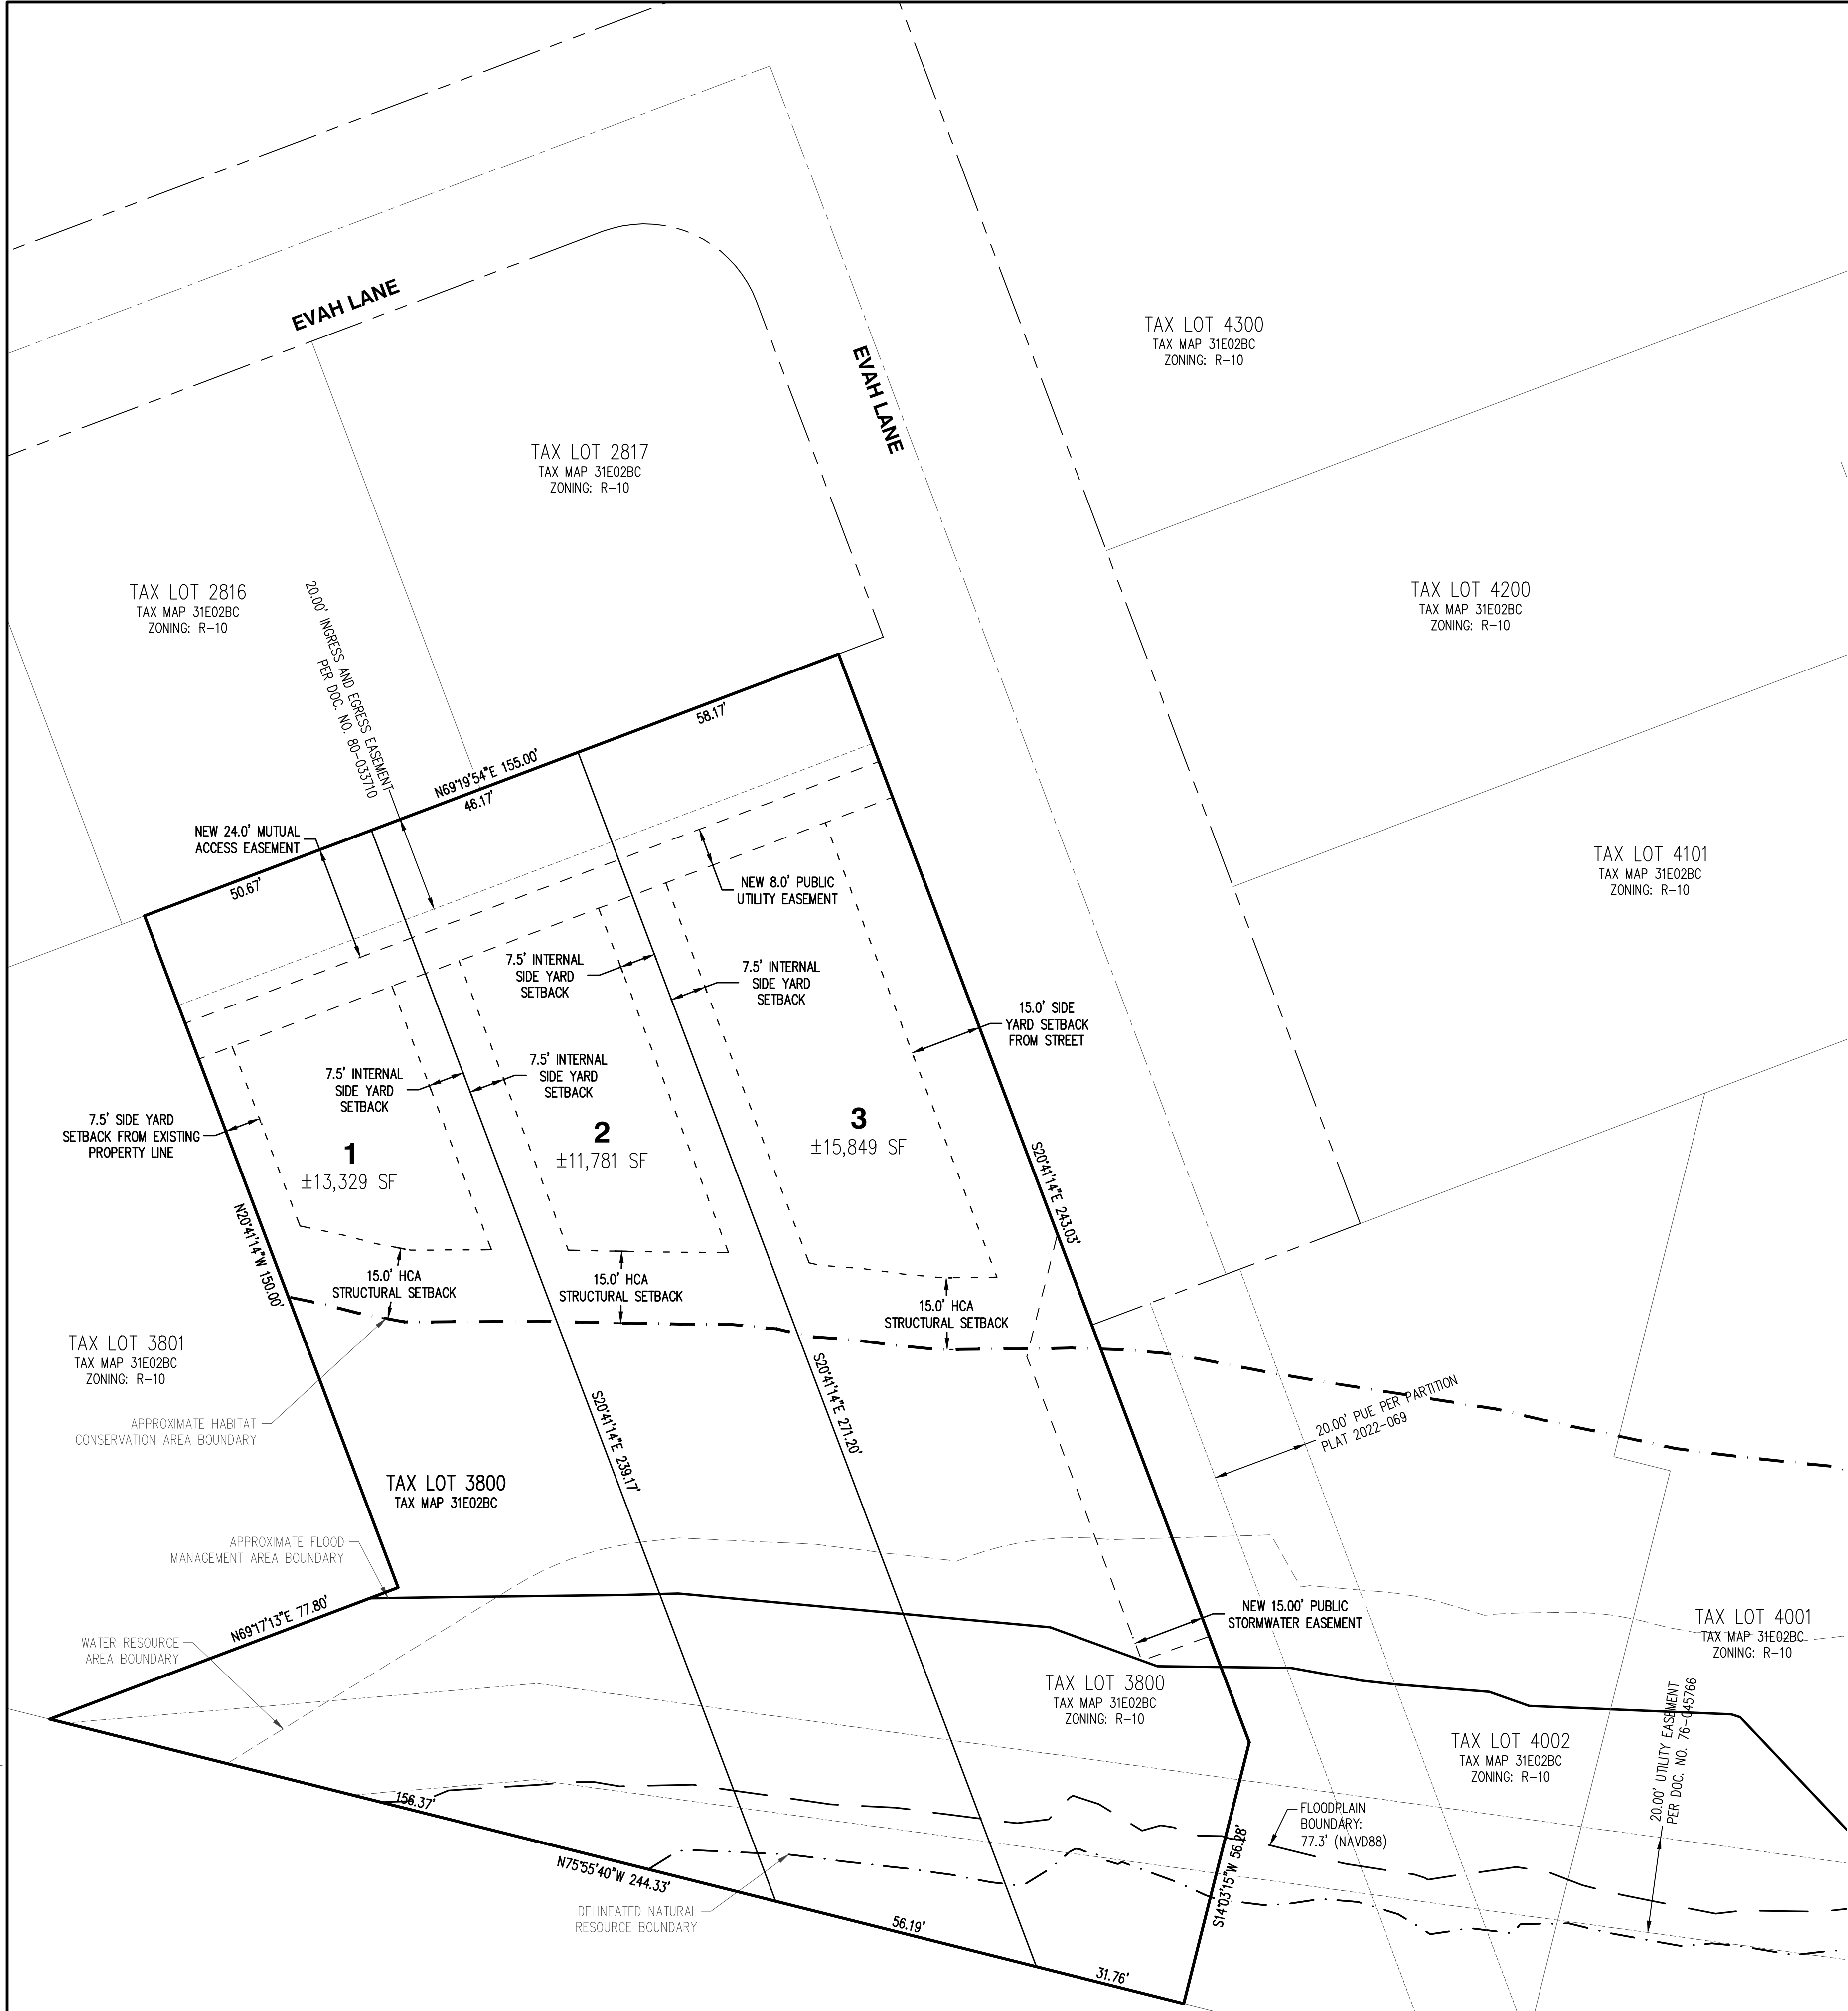 EVAH LANE
EVAH LANE
TAX LOT 4300
TAX MAP 31E02BC
ZONING: R-10
TAX LOT 2817
TAX MAP 31E02BC
ZONING: R-10
TAX LOT 2816
TAX MAP 31E02BC
ZONING: R-10
TAX LOT 4200
TAX MAP 31E02BC
ZONING: R-10
20.00' INGRESS AND EGRESS EASEMENT
PER DOC. NO. 80-033710
58.17'
N69°19'54"E 155.00'
46.17'
NEW 24.0' MUTUAL
ACCESS EASEMENT
50.67'
NEW 8.0' PUBLIC
UTILITY EASEMENT
TAX LOT 4101
TAX MAP 31E02BC
ZONING: R-10
7.5' INTERNAL
SIDE YARD
SETBACK
7.5' INTERNAL
SIDE YARD
SETBACK
15.0' SIDE
YARD SETBACK
FROM STREET
7.5' INTERNAL
SIDE YARD
SETBACK
7.5' INTERNAL
SIDE YARD
SETBACK
7.5' SIDE YARD
SETBACK FROM EXISTING
PROPERTY LINE
1
±13,329 SF
2
±11,781 SF
3
±15,849 SF
S20°41'14"E 243.03'
N20°41'14"W 150.00'
15.0' HCA
STRUCTURAL SETBACK
15.0' HCA
STRUCTURAL SETBACK
15.0' HCA
STRUCTURAL SETBACK
TAX LOT 3801
TAX MAP 31E02BC
ZONING: R-10
S20°41'14"E 239.17'
S20°41'14"E 271.20'
20.00' PUE PER PARTITION
PLAT 2022-069
APPROXIMATE HABITAT
CONSERVATION AREA BOUNDARY
TAX LOT 3800
TAX MAP 31E02BC
APPROXIMATE FLOOD
MANAGEMENT AREA BOUNDARY
N69°17'13"E 77.80'
WATER RESOURCE
AREA BOUNDARY
NEW 15.00' PUBLIC
STORMWATER EASEMENT
TAX LOT 4001
TAX MAP 31E02BC
ZONING: R-10
TAX LOT 3800
TAX MAP 31E02BC
ZONING: R-10
TAX LOT 4002
TAX MAP 31E02BC
ZONING: R-10
20.00' UTILITY EASEMENT
PER DOC. NO. 76-045766
156.37'
FLOODPLAIN
BOUNDARY:
77.3' (NAVD88)
S14°03'15"W 56.28'
N75°55'40"W 244.33'
DELINEATED NATURAL
RESOURCE BOUNDARY
56.19'
31.76'